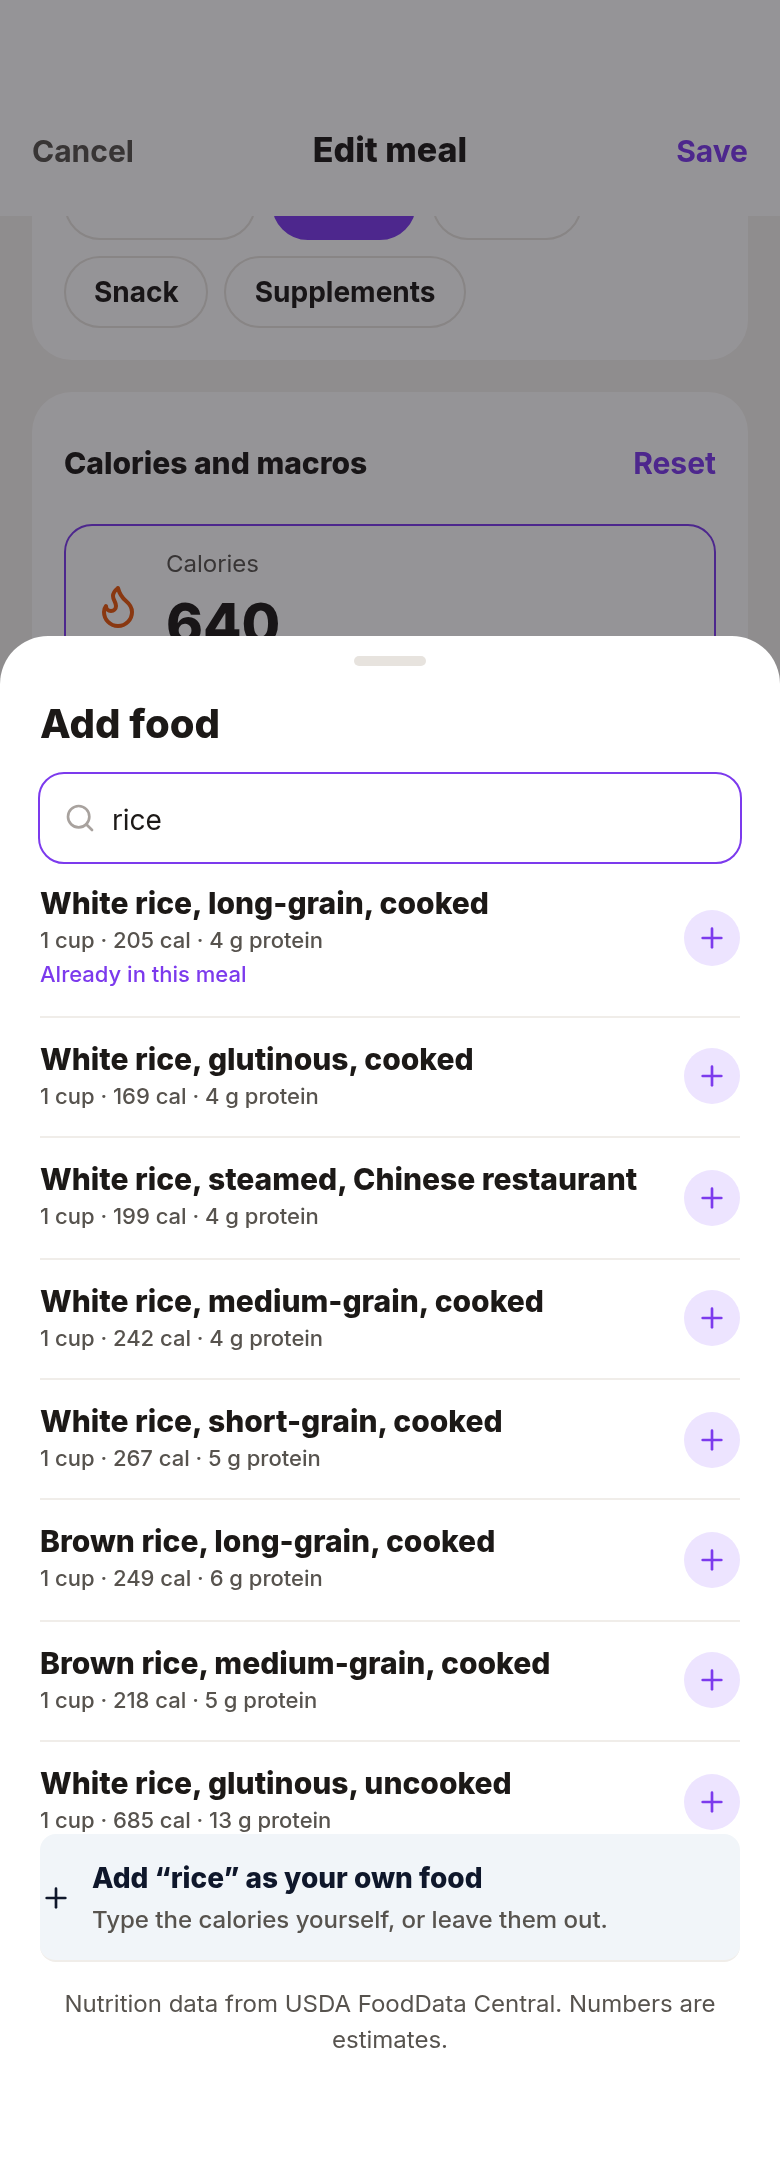 Cancel
Edit meal
Save
Snack
Supplements
Calories and macros
Reset
Calories
640
Add food
rice
White rice, long-grain, cooked
1 cup · 205 cal · 4 g protein
Already in this meal
White rice, glutinous, cooked
1 cup · 169 cal · 4 g protein
White rice, steamed, Chinese restaurant
1 cup · 199 cal · 4 g protein
White rice, medium-grain, cooked
1 cup · 242 cal · 4 g protein
White rice, short-grain, cooked
1 cup · 267 cal · 5 g protein
Brown rice, long-grain, cooked
1 cup · 249 cal · 6 g protein
Brown rice, medium-grain, cooked
1 cup · 218 cal · 5 g protein
White rice, glutinous, uncooked
1 cup · 685 cal · 13 g protein
Add “rice” as your own food
Type the calories yourself, or leave them out.
Nutrition data from USDA FoodData Central. Numbers are
estimates.